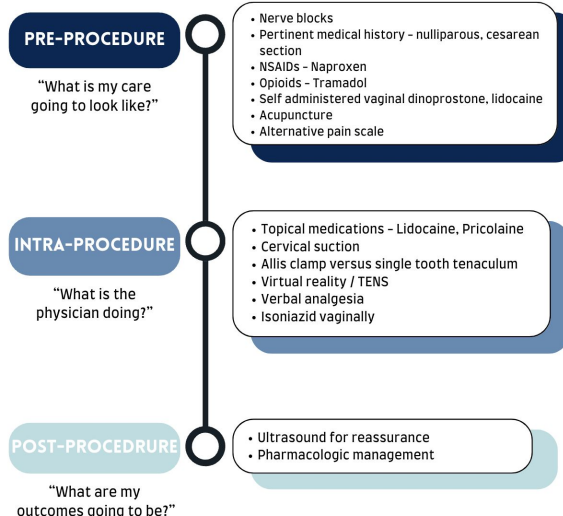 PRE-PROCEDURE
“What is my care
going to look like?”
• Nerve blocks
• Pertinent medical history - nulliparous, cesarean
section
• NSAIDs - Naproxen
• Opioids - Tramadol
• Self administered vaginal dinoprostone, lidocaine
• Acupuncture
• Alternative pain scale
INTRA-PROCEDURE
“What is the
physician doing?”
• Topical medications - Lidocaine, Pricolaine
• Cervical suction
• Allis clamp versus single tooth tenaculum
• Virtual reality / TENS
• Verbal analgesia
• Isoniazid vaginally
POST-PROCEDRURE
“What are my
outcomes going to be?”
• Ultrasound for reassurance
• Pharmacologic management